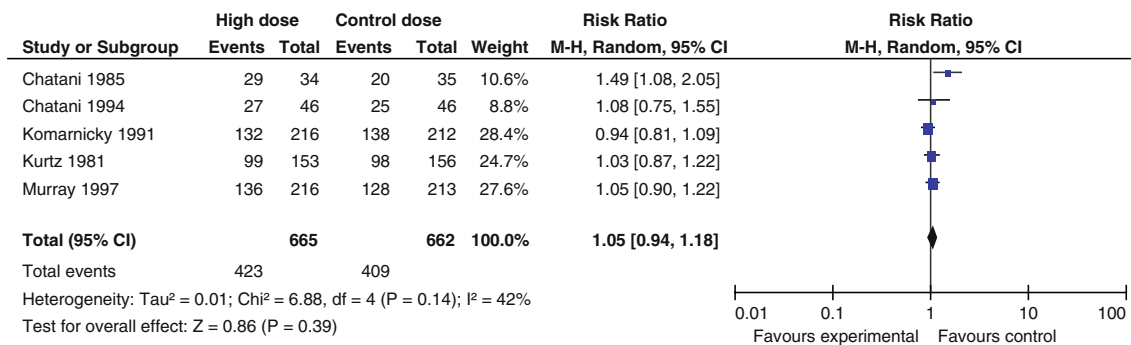 High dose Control dose Risk Ratio Risk Ratio
Study or Subgroup Events Total Events Total Weight M-H, Random, 95% CI M-H, Random, 95% CI
Chatani 1985 29 34 20 35 10.6% 1.49 [1.08, 2.05]
Chatani 1994 27 46 25 46 8.8% 1.08 [0.75, 1.55]
Komarnicky 1991 132 216 138 212 28.4% 0.94 [0.81, 1.09]
Kurtz 1981 99 153 98 156 24.7% 1.03 [0.87, 1.22]
Murray 1997 136 216 128 213 27.6% 1.05 [0.90, 1.22]
Total (95% CI) 665 662 100.0% 1.05 [0.94, 1.18]
Total events 423 409
Heterogeneity: Tau² = 0.01; Chi² = 6.88, df = 4 (P = 0.14); I² = 42%
Test for overall effect: Z = 0.86 (P = 0.39)
0.01 0.1 1 10 100
Favours experimental Favours control